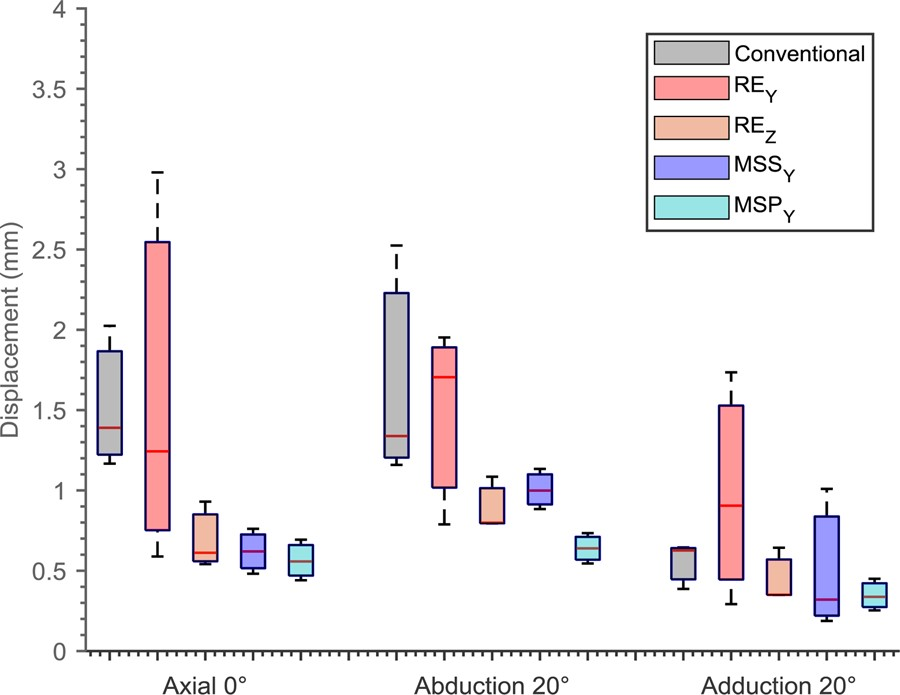 4
3.5
3
2.5
2
1.5
1
0.5
0
Displacement (mm)
Conventional
RE_Y
RE_Z
MSS_Y
MSP_Y
Axial 0°
Abduction 20°
Adduction 20°